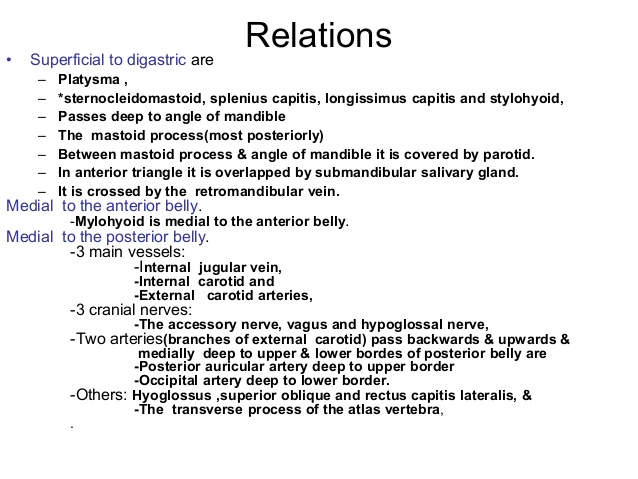 Relations
• Superficial to digastric are
– Platysma ,
– *sternocleidomastoid, splenius capitis, longissimus capitis and stylohyoid,
– Passes deep to angle of mandible
– The mastoid process(most posteriorly)
– Between mastoid process & angle of mandible it is covered by parotid.
– In anterior triangle it is overlapped by submandibular salivary gland.
– It is crossed by the retromandibular vein.
Medial to the anterior belly.
-Mylohyoid is medial to the anterior belly.
Medial to the posterior belly.
-3 main vessels:
-Internal jugular vein,
-Internal carotid and
-External carotid arteries,
-3 cranial nerves:
-The accessory nerve, vagus and hypoglossal nerve,
-Two arteries(branches of external carotid) pass backwards & upwards &
medially deep to upper & lower bordes of posterior belly are
-Posterior auricular artery deep to upper border
-Occipital artery deep to lower border.
-Others: Hyoglossus ,superior oblique and rectus capitis lateralis, &
-The transverse process of the atlas vertebra,
.